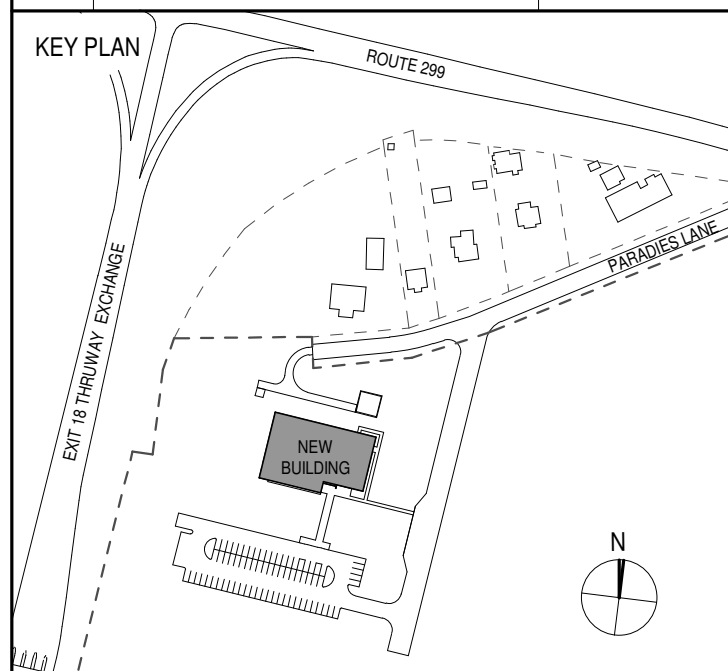 KEY PLAN
ROUTE 299
EXIT 18 THRUWAY EXCHANGE
PARADIES LANE
NEW
BUILDING
N